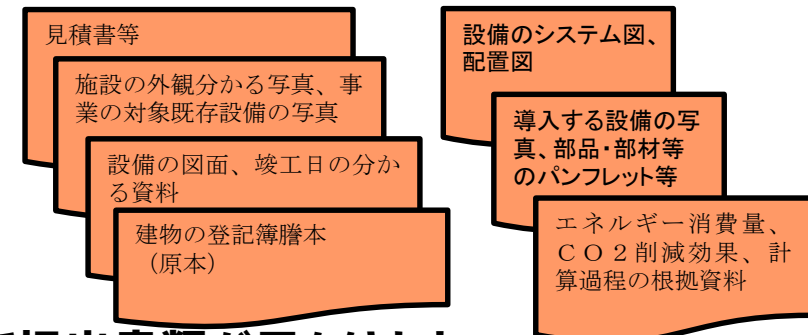 見積書等
施設の外観分かる写真、事
業の対象既存設備の写真
設備の図面、竣工日の分か
る資料
建物の登記簿謄本
（原本）
設備のシステム図、
配置図
導入する設備の写
真、部品・部材等
のパンフレット等
エネルギー消費量、
ＣＯ２削減効果、計
算過程の根拠資料